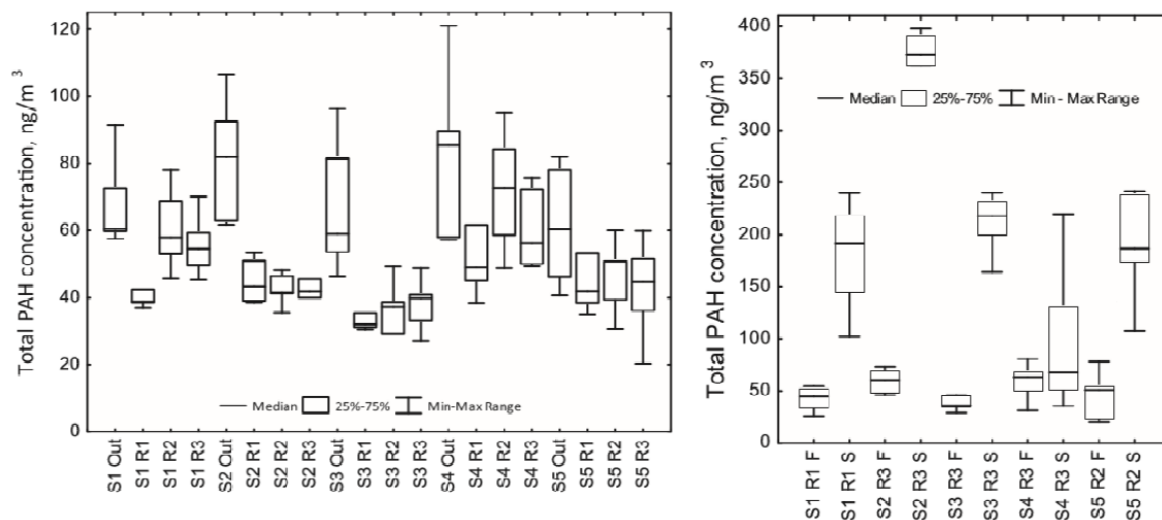 Total PAH concentration, ng/m³
120
100
80
60
40
20
0
Median 25%-75% Min-Max Range
S1 Out
S1 R1
S1 R2
S1 R3
S2 Out
S2 R1
S2 R2
S2 R3
S3 Out
S3 R1
S3 R2
S3 R3
S4 Out
S4 R1
S4 R2
S4 R3
S5 Out
S5 R1
S5 R2
S5 R3
Total PAH concentration, ng/m³
400
350
300
250
200
150
100
50
0
Median 25%-75% Min - Max Range
S1 R1 F
S1 R1 S
S2 R3 F
S2 R3 S
S3 R3 F
S3 R3 S
S4 R3 F
S4 R3 S
S5 R2 F
S5 R2 S